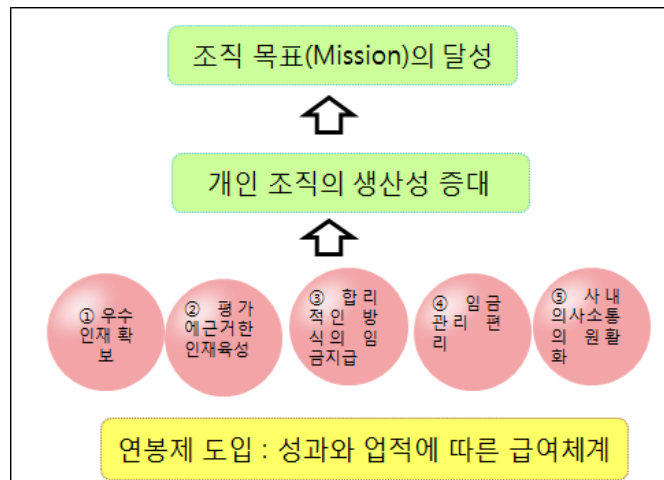 조직 목표(Mission)의 달성
개인 조직의 생산성 증대
① 우수
인재 확
보
② 평가
에근거한
인재육성
③ 합리
적인 방
식의 임
금지급
④ 임금
관리 편
리
⑤ 사내
의사소통
의 원활
화
연봉제 도입 : 성과와 업적에 따른 급여체계